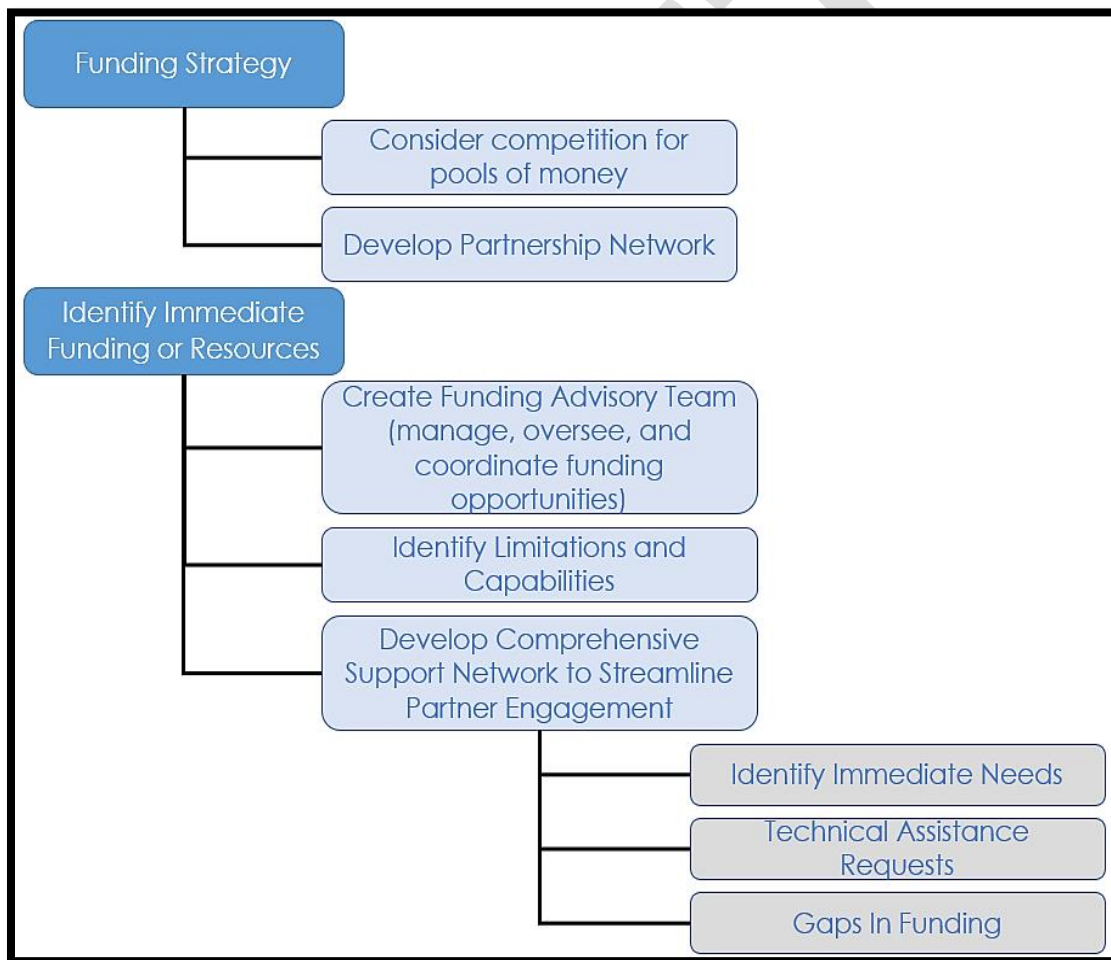 Funding Strategy
Consider competition for
pools of money
Develop Partnership Network
Identify Immediate
Funding or Resources
Create Funding Advisory Team
(manage, oversee, and
coordinate funding
opportunities)
Identify Limitations and
Capabilities
Develop Comprehensive
Support Network to Streamline
Partner Engagement
Identify Immediate Needs
Technical Assistance
Requests
Gaps In Funding